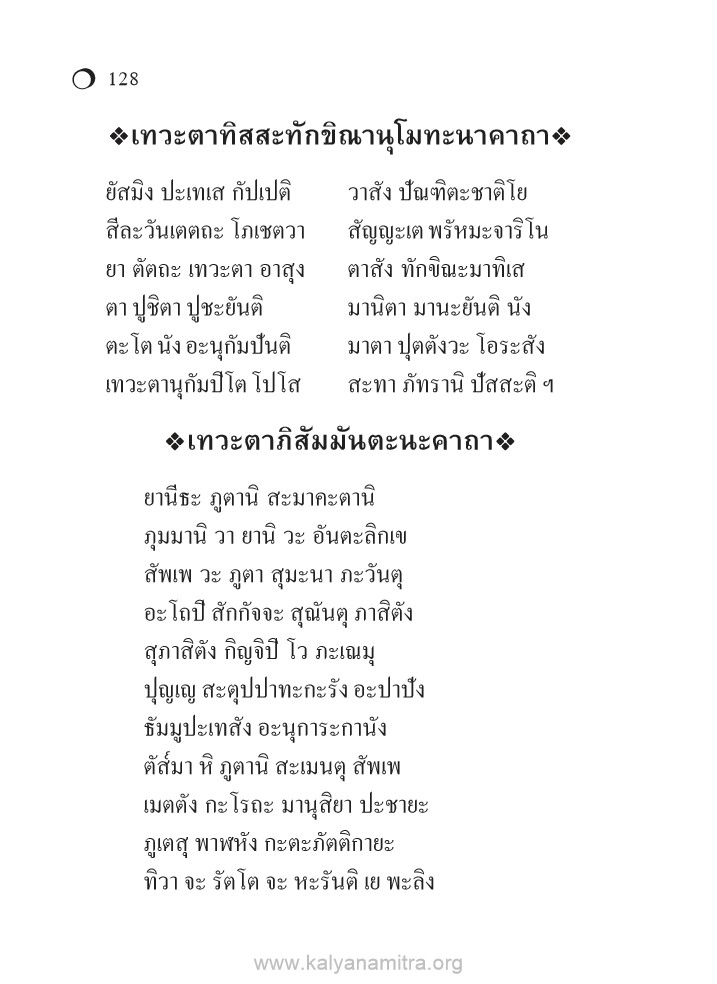 128
❖เทวะตาทิสสะทักขิณานุโมทะนาคาถา❖
ยัสมิง ปะเทเส กัปเปติ วาสัง ปัณฑิตะชาติโย
สีละวันเตตถะ โภเชตวา สัญญะเต พรัหมะจาริโน
ยา ตัตถะ เทวะตา อาสุง ตาสัง ทักขิณะมาทิเส
ตา ปูชิตา ปูชะยันติ มานิตา มานะยันติ นัง
ตะโต นัง อะนุกัมปันติ มาตา ปุตตังวะ โอระสัง
เทวะตานุกัมปีโต โปโส สะทา ภัทรานิ ปัสสะติ ฯ
❖เทวะตาภิสัมมันตะนะคาถา❖
ยานีธะ ภูตานิ สะมาคะตานิ
ภุมมานิ วา ยานิ วะ อันตะลิกเข
สัพเพ วะ ภูตา สุมะนา ภะวันตุ
อะโถปี สักกัจจะ สุณันตุ ภาสิตัง
สุภาสิตัง กิญจิปี โว ภะเณมุ
ปุญเญ สะตุปปาทะกะรัง อะปาปัง
ธัมมูปะเทสัง อะนุการะกานัง
ตัส์มา หิ ภูตานิ สะเมนตุ สัพเพ
เมตตัง กะโรถะ มานุสิยา ปะชายะ
ภูเตสุ พาฬหัง กะตะภัตติกายะ
ทิวา จะ รัตโต จะ หะรันติ เย พะลิง
www.kalyanamitra.org